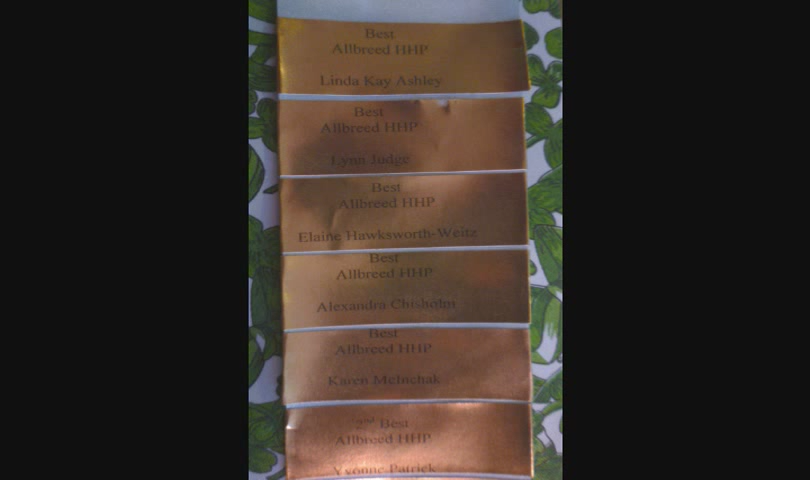 Best
Allbreed HHP
Linda Kay Ashley
Best
Allbreed HHP
Lynn Judge
Best
Allbreed HHP
Elaine Hawksworth-Weitz
Best
Allbreed HHP
Alexandra Chisholm
Best
Allbreed HHP
Karen McInchak
2nd Best
Allbreed HHP
Yvonne Patrick